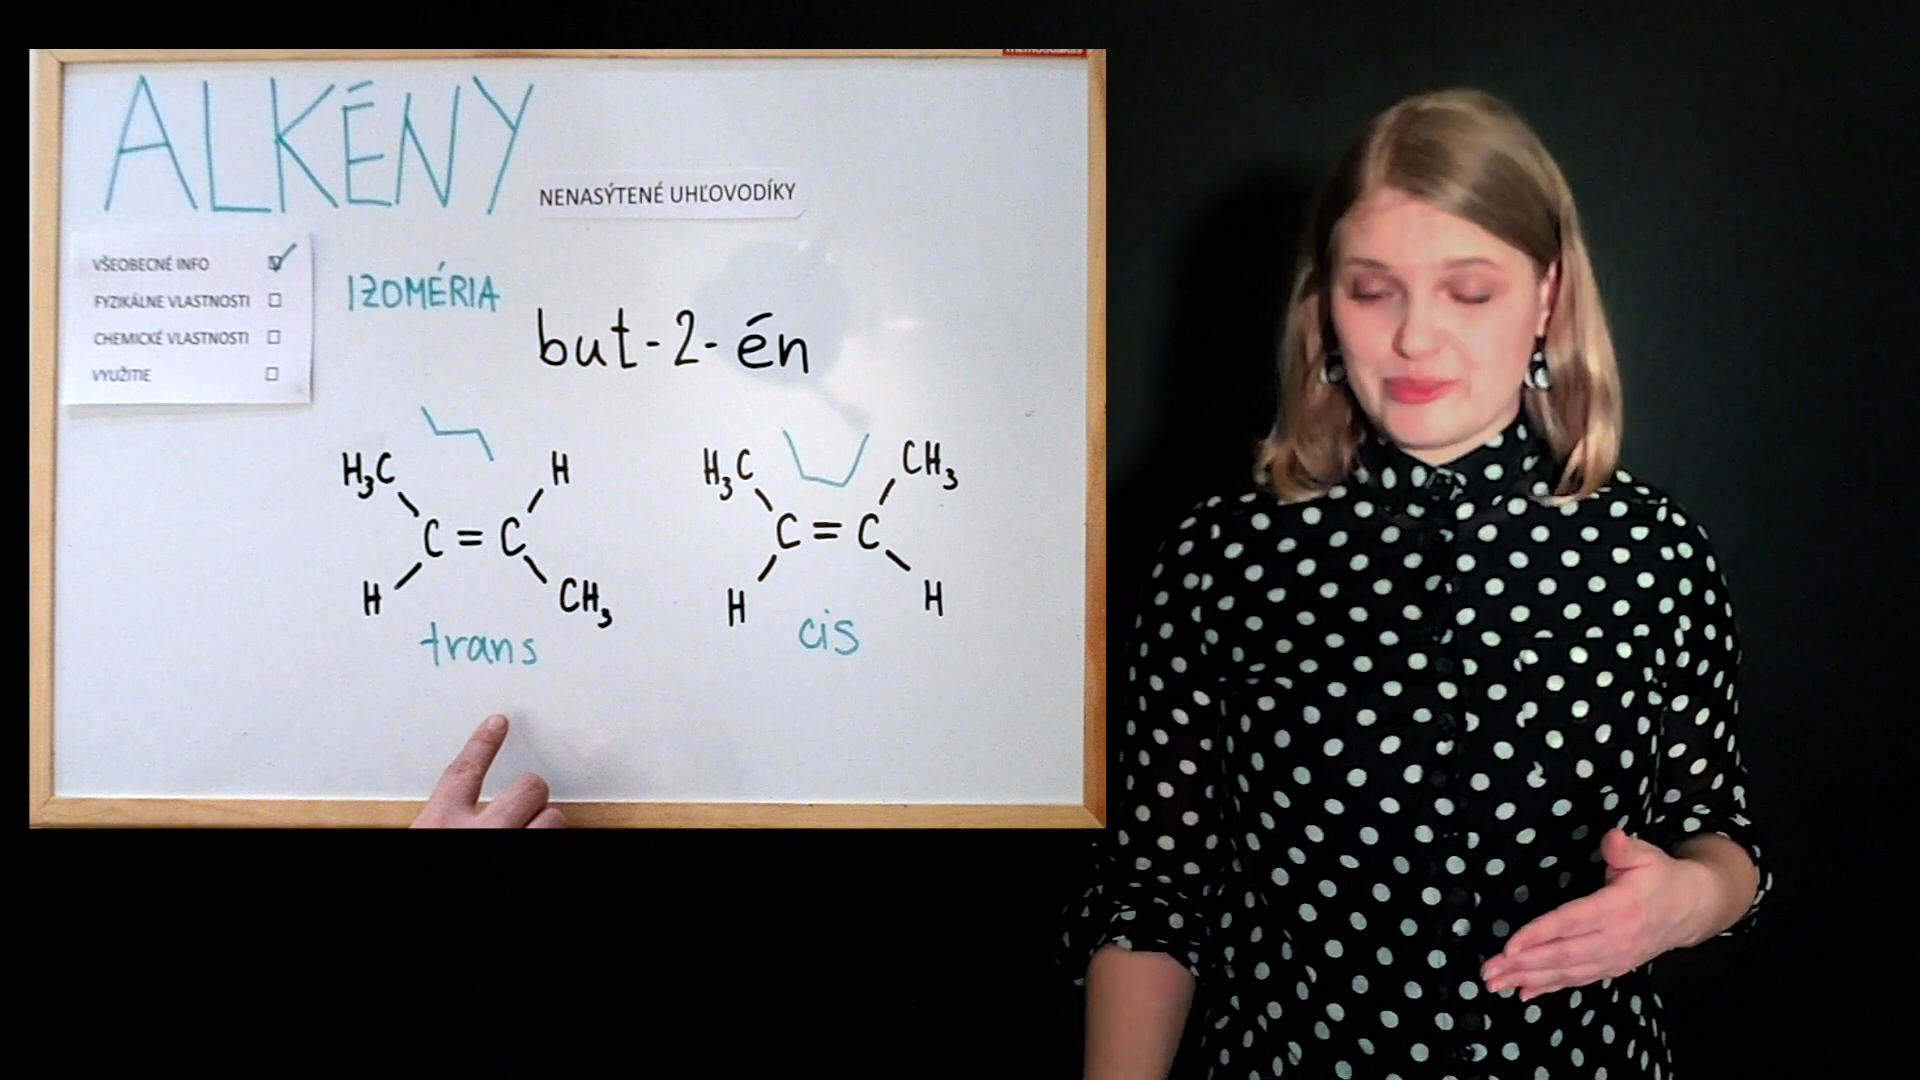 ALKÉNY
NENASÝTENÉ UHĽOVODÍKY
VŠEOBECNÉ INFO
FYZIKÁLNE VLASTNOSTI
CHEMICKÉ VLASTNOSTI
VYUŽITIE
IZOMÉRIA
but-2-én
H₃C H
C = C
H CH₃
trans
H₃C CH₃
C = C
H H
cis